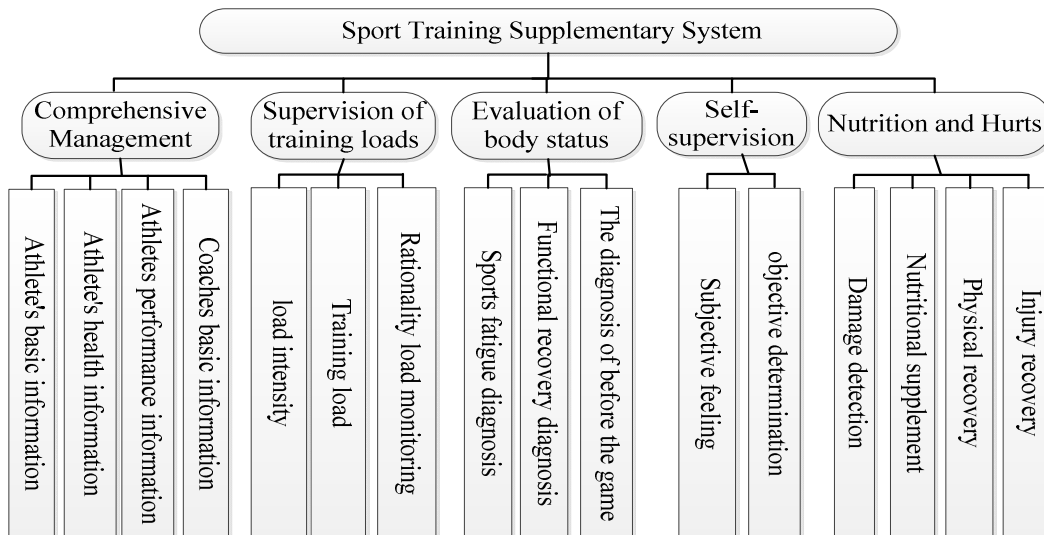 Sport Training Supplementary System
Comprehensive
Management
Supervision of
training loads
Evaluation of
body status
Self-
supervision
Nutrition and Hurts
Athlete's basic information
Athlete's health information
Athletes performance information
Coaches basic information
load intensity
Training load
Rationality load monitoring
Sports fatigue diagnosis
Functional recovery diagnosis
The diagnosis of before the game
Subjective feeling
objective determination
Damage detection
Nutritional supplement
Physical recovery
Injury recovery